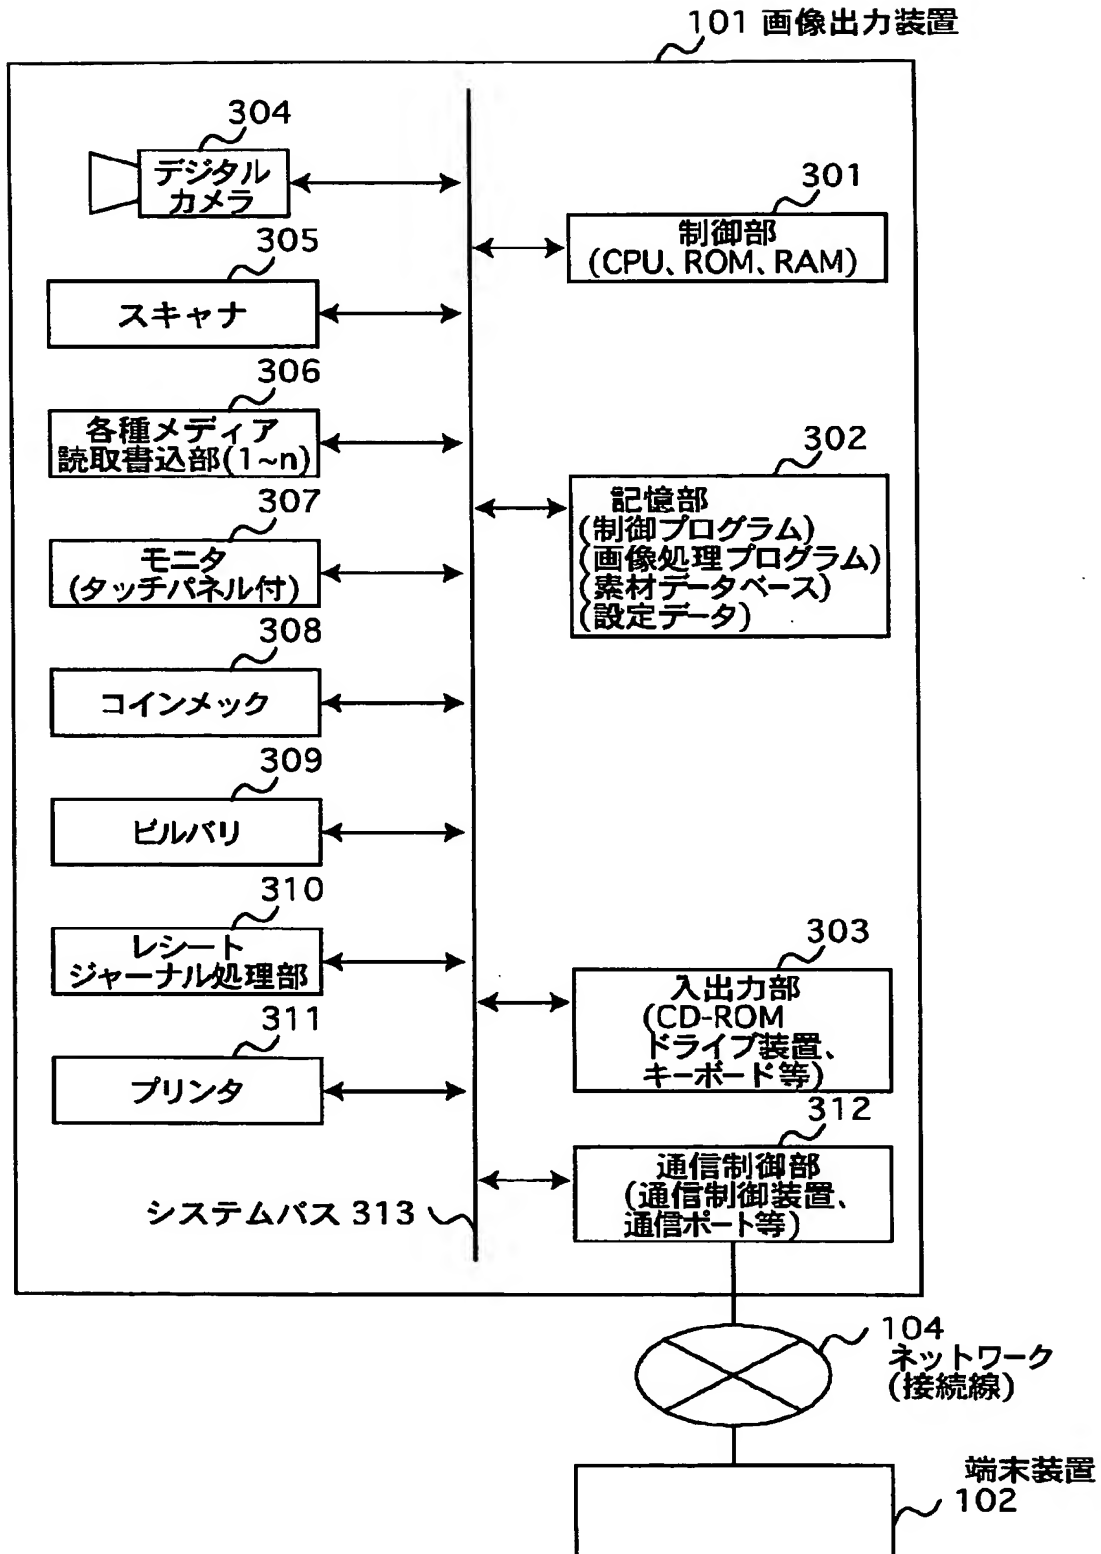 101 画像出力装置
304
デジタル
カメラ
301
制御部
(CPU、ROM、RAM)
305
スキャナ
306
各種メディア
読取書込部(1~n)
302
記憶部
(制御プログラム)
(画像処理プログラム)
(素材データベース)
(設定データ)
307
モニタ
(タッチパネル付)
308
コインメック
309
ビルバリ
310
レシート
ジャーナル処理部
303
入出力部
(CD-ROM
ドライブ装置、
キーボード等)
311
プリンタ
312
通信制御部
(通信制御装置、
通信ポート等)
システムバス 313
104
ネットワーク
(接続線)
端末装置
102